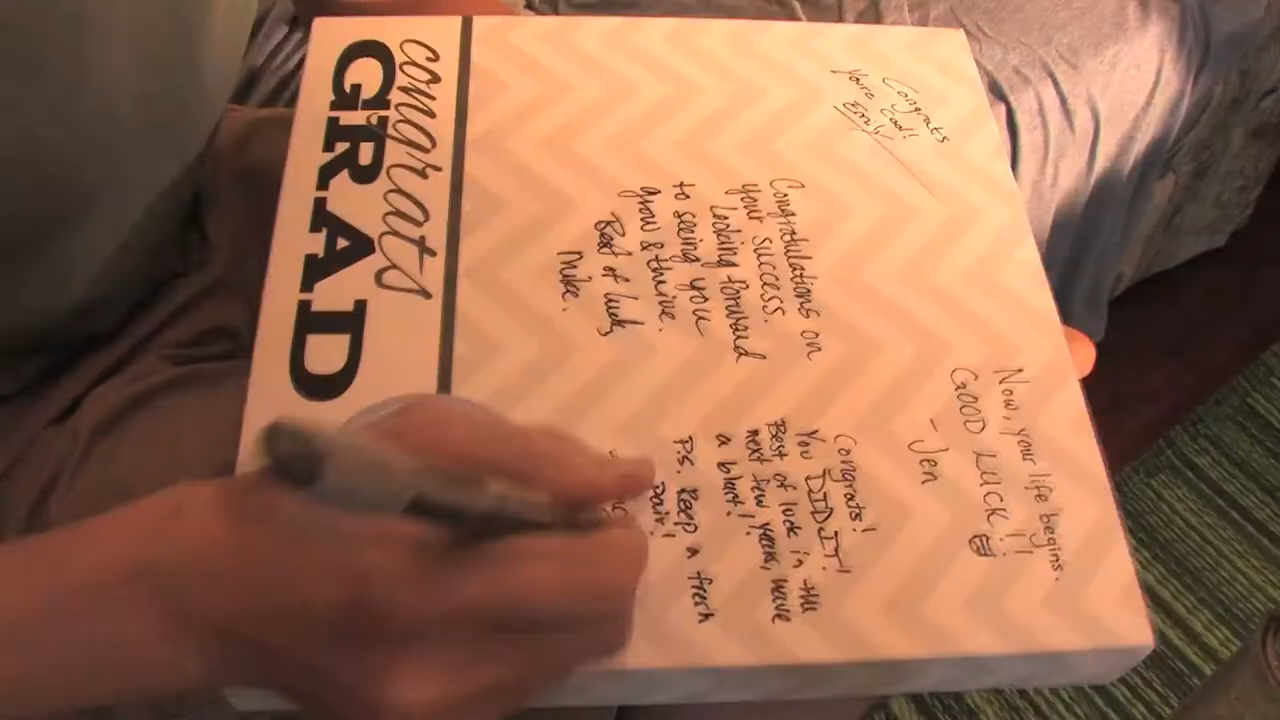 congrats
GRAD
Congrats
You're Cool!
Emily
Congratulations on
your success.
Looking forward
to seeing you
grow & thrive.
Best of luck,
Mike.
Now, your life begins.
GOOD LUCK!!
-Jen
Congrats!
You DID IT!
Best of luck in the
next few years, have
a blast!
P.S. Keep a fresh
pair!